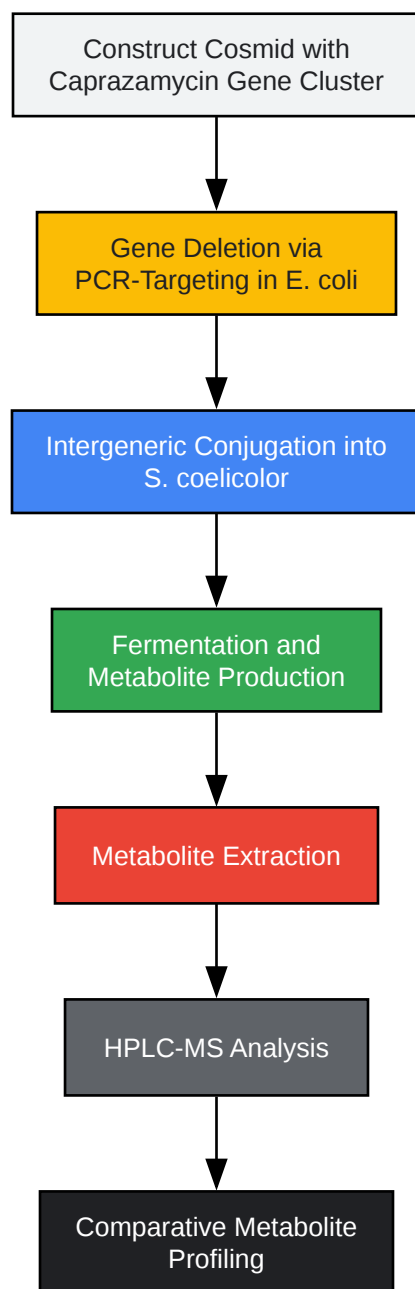 Construct Cosmid with
Caprazamycin Gene Cluster
Gene Deletion via
PCR-Targeting in E. coli
Intergeneric Conjugation into
S. coelicolor
Fermentation and
Metabolite Production
Metabolite Extraction
HPLC-MS Analysis
Comparative Metabolite
Profiling